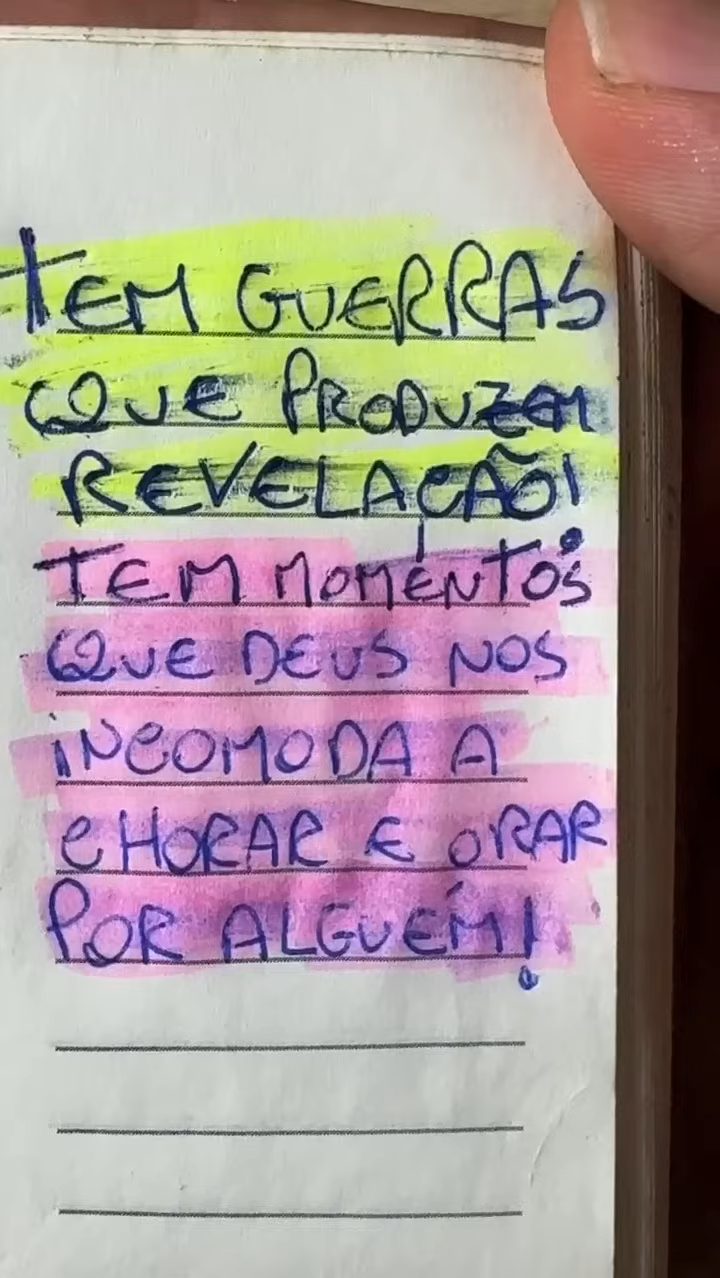 TEM GUERRAS
QUE PRODUZEM
REVELAÇÃO!
TEM MOMENTOS
QUE DEUS NOS
INCOMODA A
CHORAR E ORAR
POR ALGUÉM!